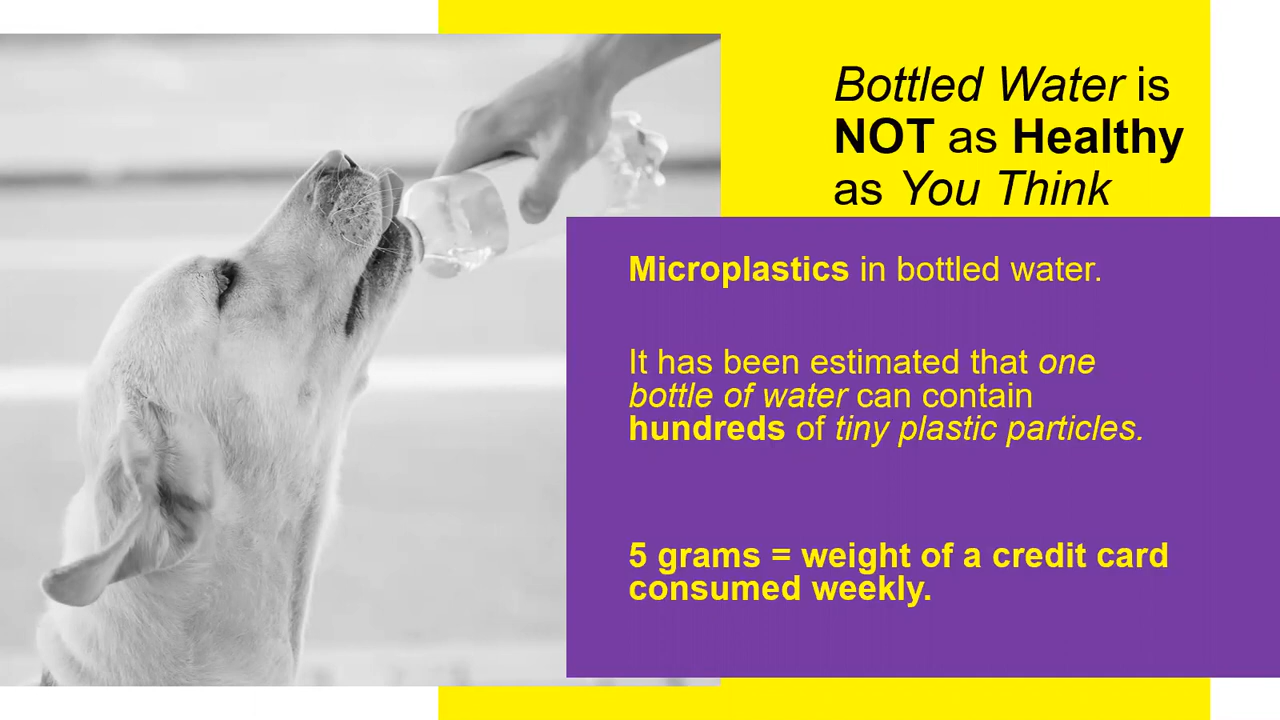 Bottled Water is
NOT as Healthy
as You Think
Microplastics in bottled water.
It has been estimated that one
bottle of water can contain
hundreds of tiny plastic particles.
5 grams = weight of a credit card
consumed weekly.